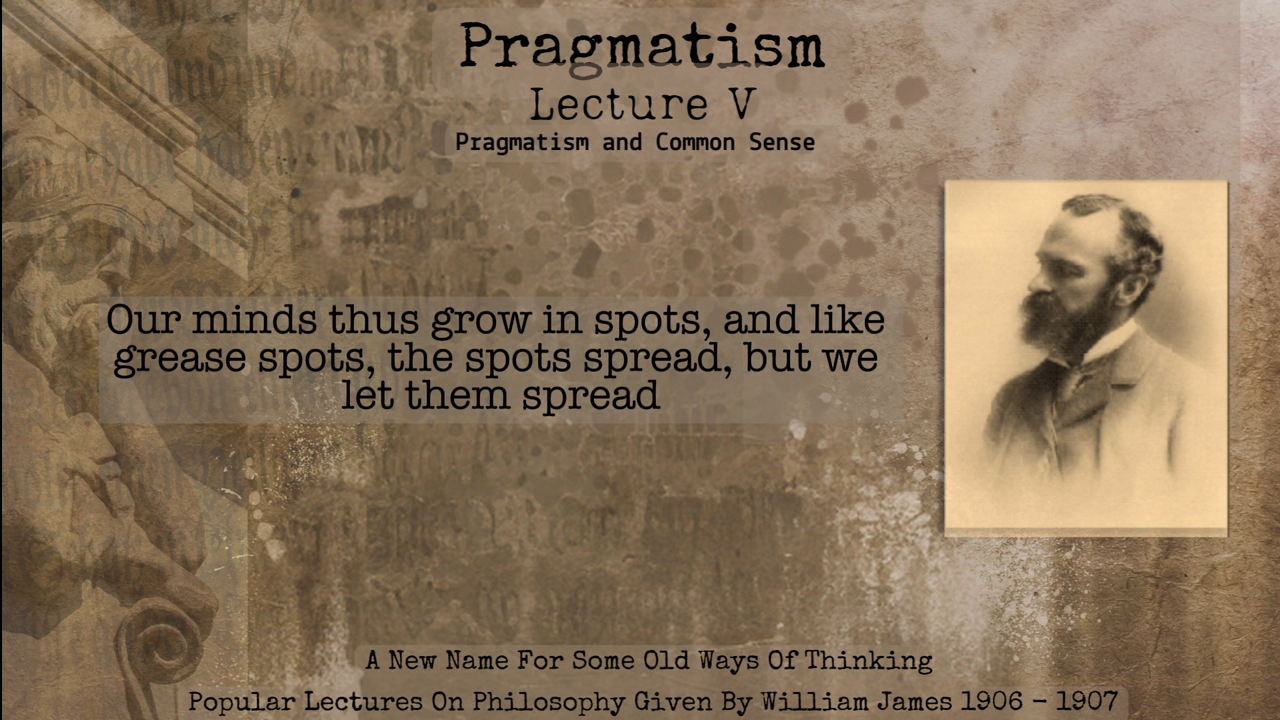 Pragmatism
Lecture V
Pragmatism and Common Sense
Our minds thus grow in spots, and like
grease spots, the spots spread, but we
let them spread
A New Name For Some Old Ways Of Thinking
Popular Lectures On Philosophy Given By William James 1906 – 1907